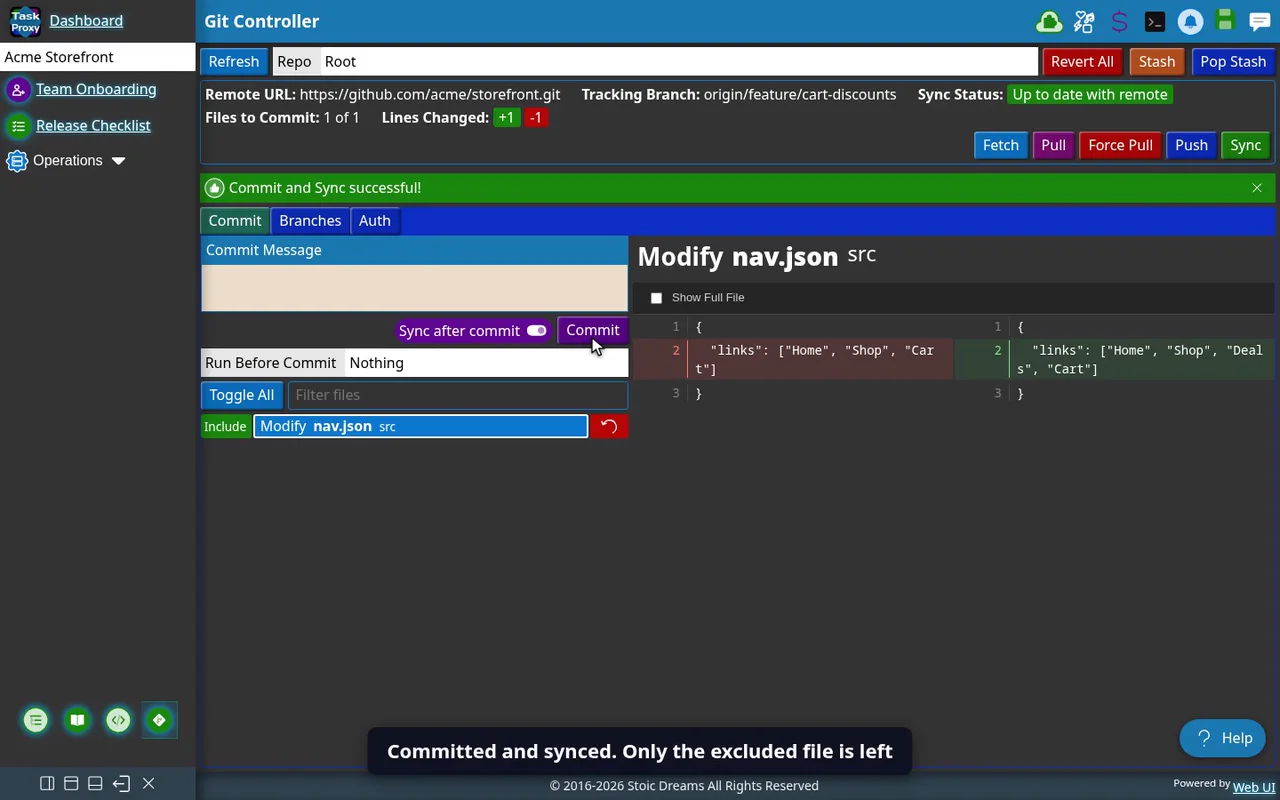 Task Proxy
Dashboard
Git Controller
Acme Storefront
Team Onboarding
Release Checklist
Operations
Refresh
Repo Root
Revert All
Stash
Pop Stash
Remote URL: https://github.com/acme/storefront.git Tracking Branch: origin/feature/cart-discounts Sync Status: Up to date with remote
Files to Commit: 1 of 1 Lines Changed: +1 -1
Fetch Pull Force Pull Push Sync
Commit and Sync successful!
Commit Branches Auth
Commit Message
Sync after commit Commit
Run Before Commit Nothing
Toggle All Filter files
Include Modify nav.json src
Modify nav.json src
Show Full File
1 {
2 "links": ["Home", "Shop", "Car
t"]
3 }
1 {
2 "links": ["Home", "Shop", "Deal
s", "Cart"]
3 }
Committed and synced. Only the excluded file is left
? Help
© 2016-2026 Stoic Dreams All Rights Reserved
Powered by Web UI